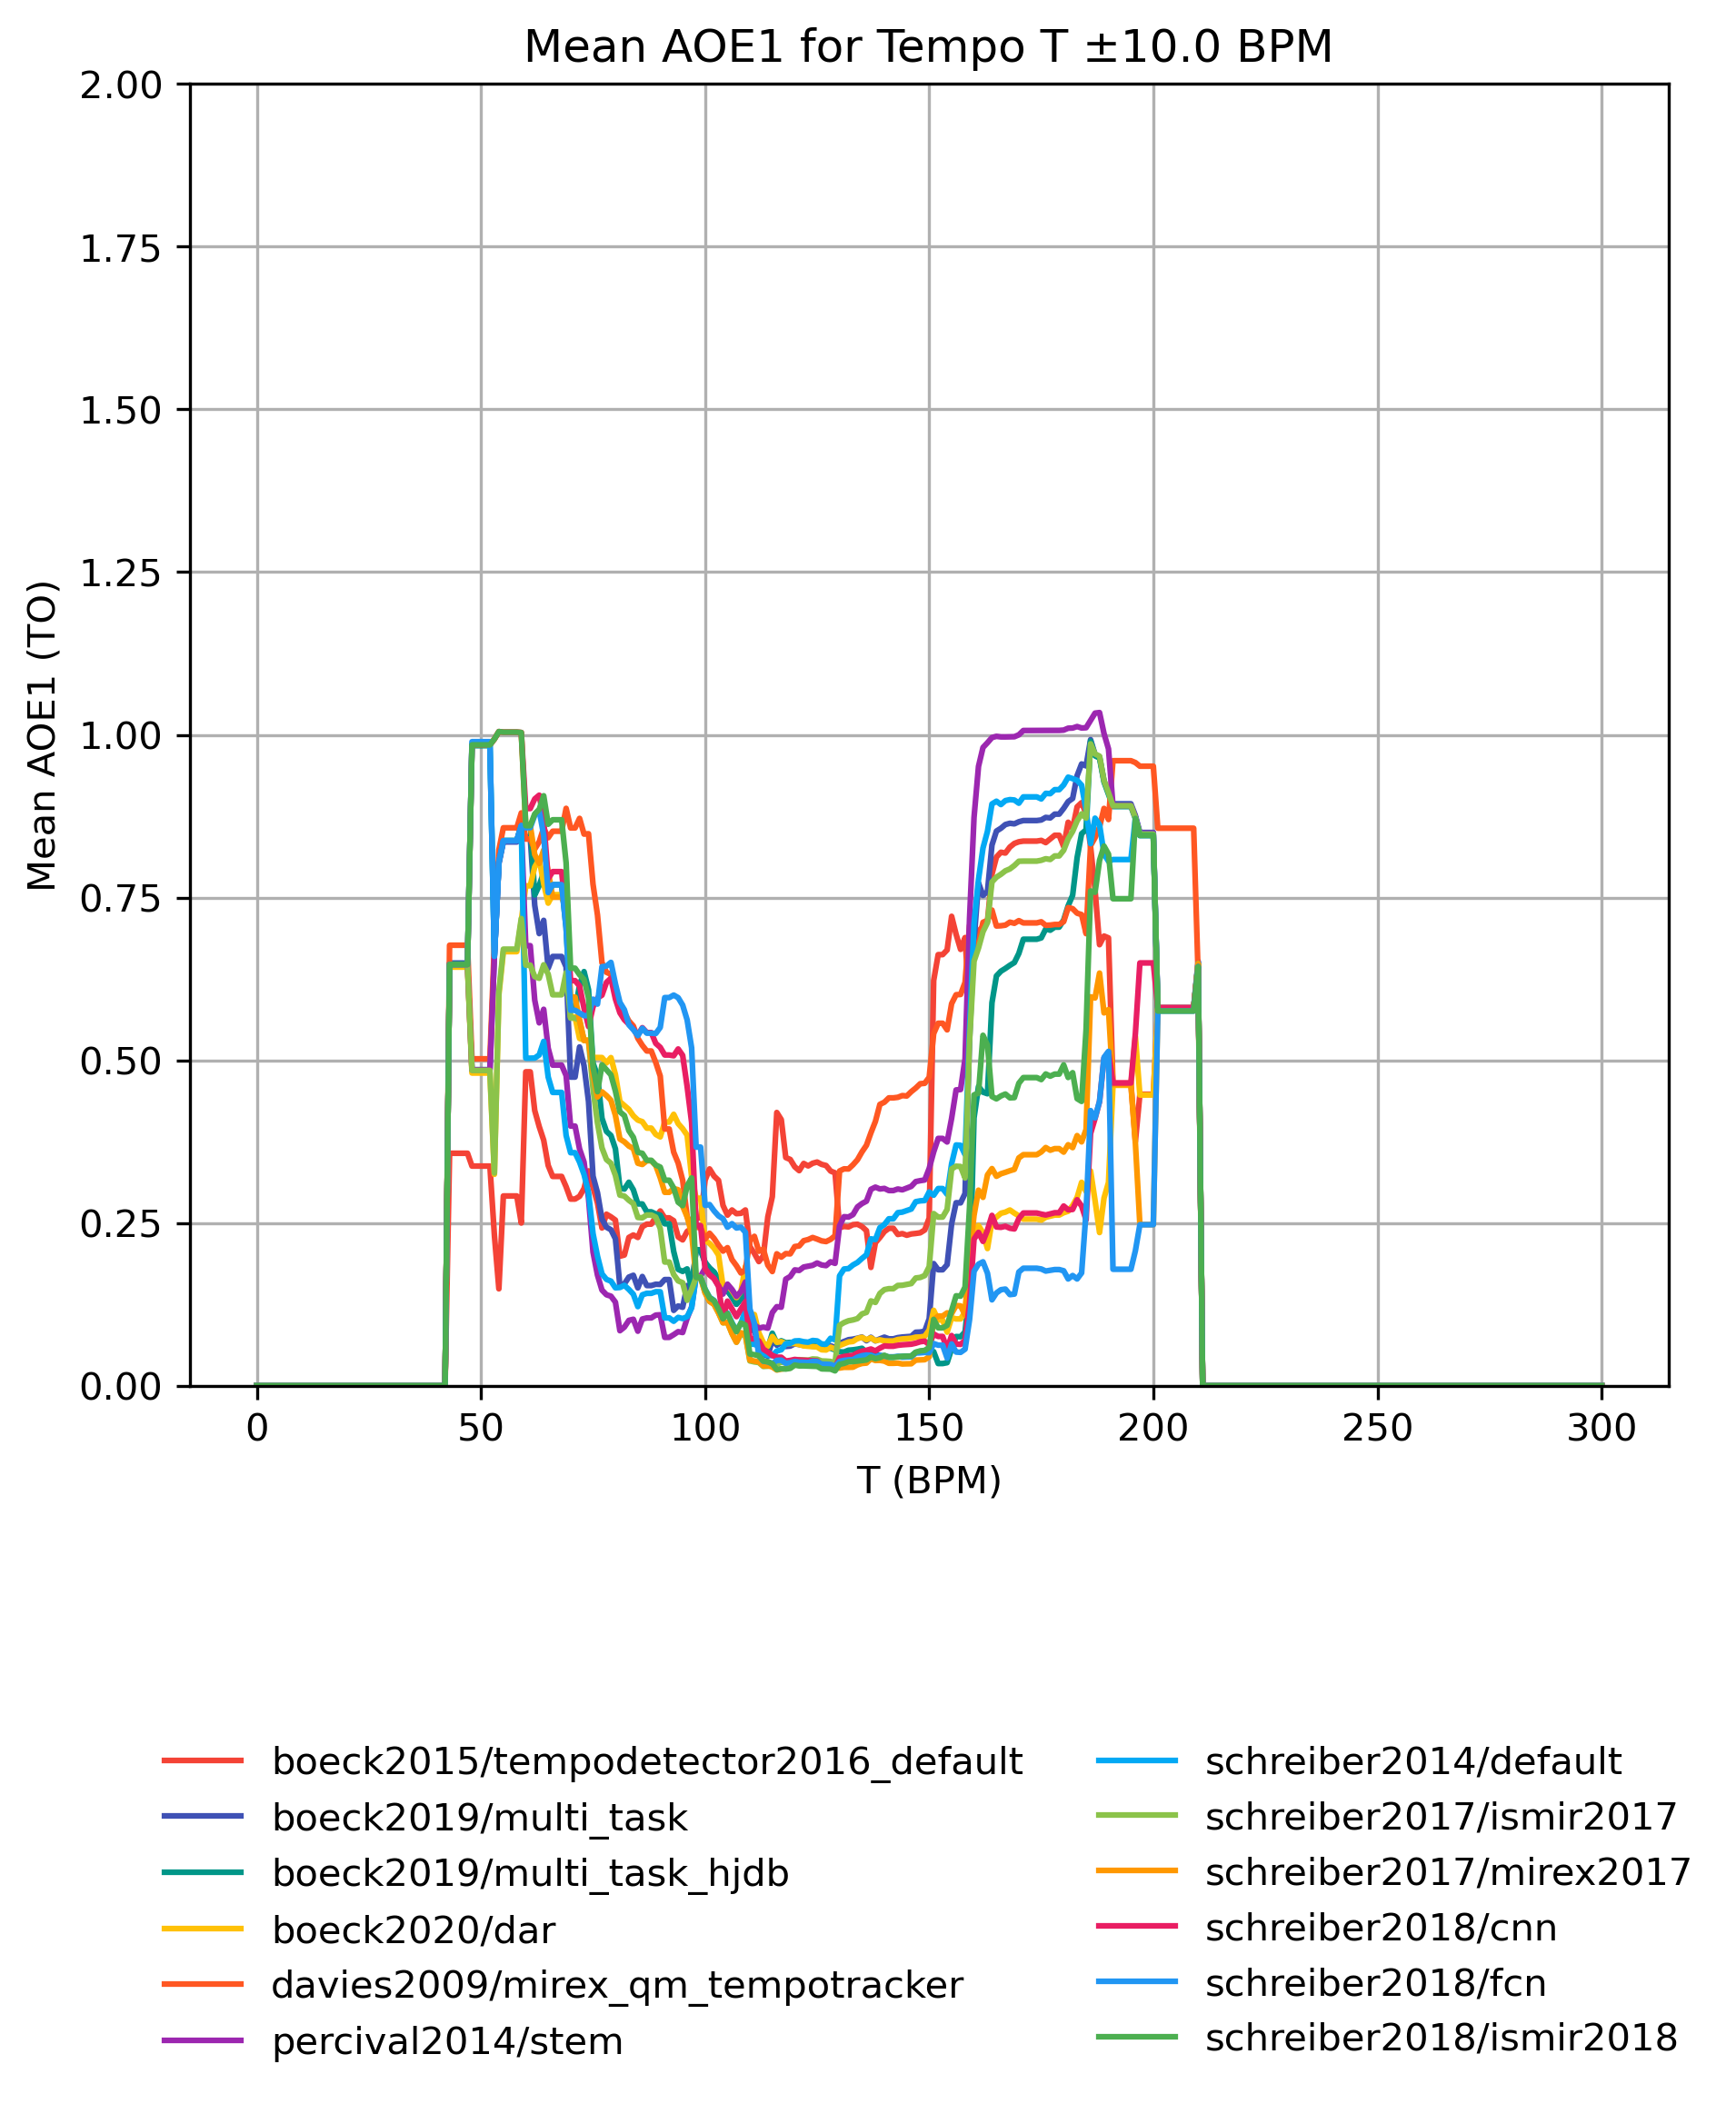 Mean AOE1 for Tempo T ±10.0 BPM
2.00
1.75
1.50
1.25
1.00
0.75
0.50
0.25
0.00
Mean AOE1 (TO)
0 50 100 150 200 250 300
T (BPM)
boeck2015/tempodetector2016_default
boeck2019/multi_task
boeck2019/multi_task_hjdb
boeck2020/dar
davies2009/mirex_qm_tempotracker
percival2014/stem
schreiber2014/default
schreiber2017/ismir2017
schreiber2017/mirex2017
schreiber2018/cnn
schreiber2018/fcn
schreiber2018/ismir2018